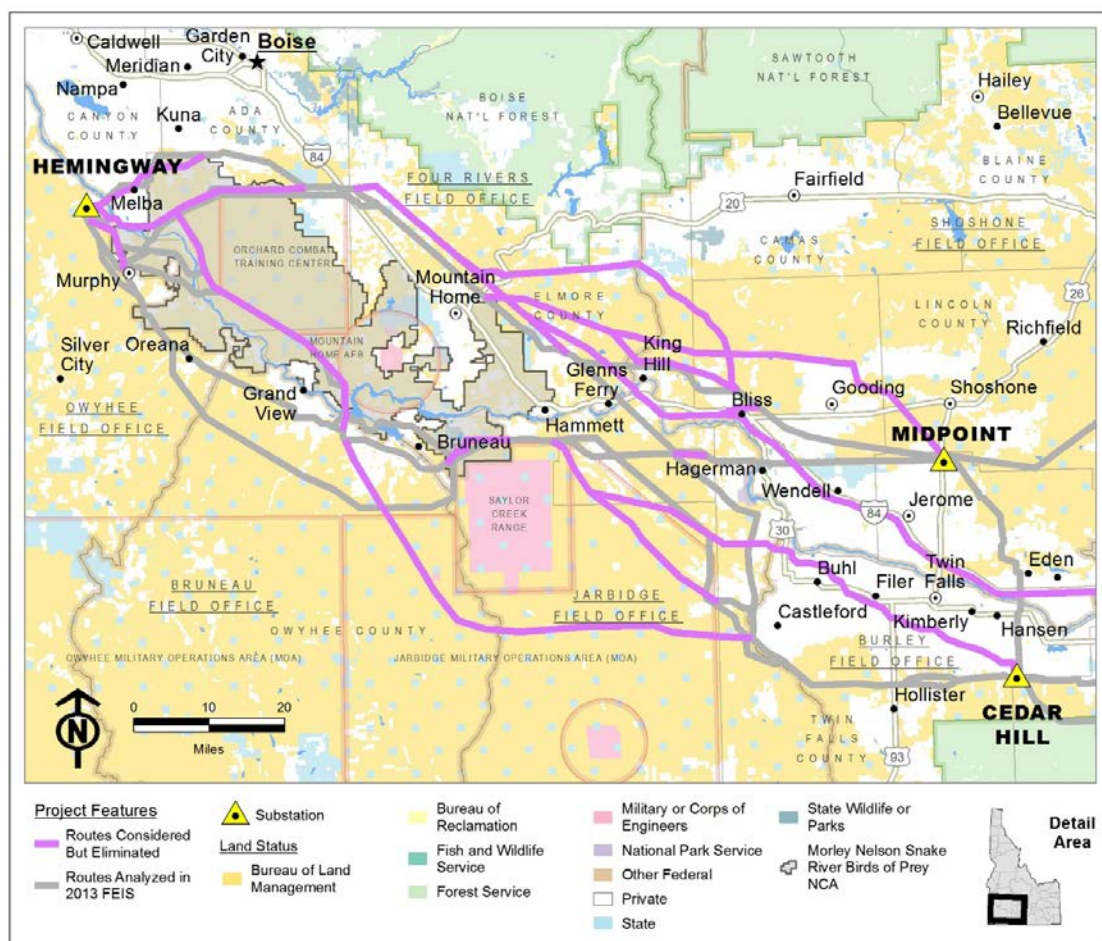 Caldwell
Garden
City
Boise
Meridian
Nampa
Kuna
CANYON
COUNTY
ADA
COUNTY
84
BOISE
NAT'L FOREST
SAWTOOTH
NAT'L FOREST
Hailey
Bellevue
BLAINE
COUNTY
HEMINGWAY
Melba
FOUR RIVERS
FIELD OFFICE
20
Fairfield
CAMAS
COUNTY
SHOSHONE
FIELD OFFICE
ORCHARD COMBAT
TRAINING CENTER
Murphy
Mountain
Home
ELMORE
COUNTY
LINCOLN
COUNTY
26
Richfield
Silver
City
Oreana
MOUNTAIN
HOME AFB
King
Hill
Glenns
Ferry
Gooding
Shoshone
OWYHEE
FIELD OFFICE
Grand
View
Bliss
MIDPOINT
Bruneau
Hammett
Hagerman
Wendell
Jerome
84
SAYLOR
CREEK
RANGE
30
Twin
Falls
Eden
BRUNEAU
FIELD OFFICE
JARBIDGE
FIELD OFFICE
Buhl
Filer
Castleford
Kimberly
Hansen
OWYHEE COUNTY
BURLEY
FIELD OFFICE
OWYHEE MILITARY OPERATIONS AREA (MOA)
JARBIDGE MILITARY OPERATIONS AREA (MOA)
Hollister
CEDAR
HILL
TWIN
FALLS
COUNTY
93
N
0 10 20
Miles
Project Features
Routes Considered
But Eliminated
Routes Analyzed in
2013 FEIS
Substation
Land Status
Bureau of Land
Management
Bureau of
Reclamation
Fish and Wildlife
Service
Forest Service
Military or Corps of
Engineers
National Park Service
Other Federal
Private
State
State Wildlife or
Parks
Morley Nelson Snake
River Birds of Prey
NCA
Detail
Area